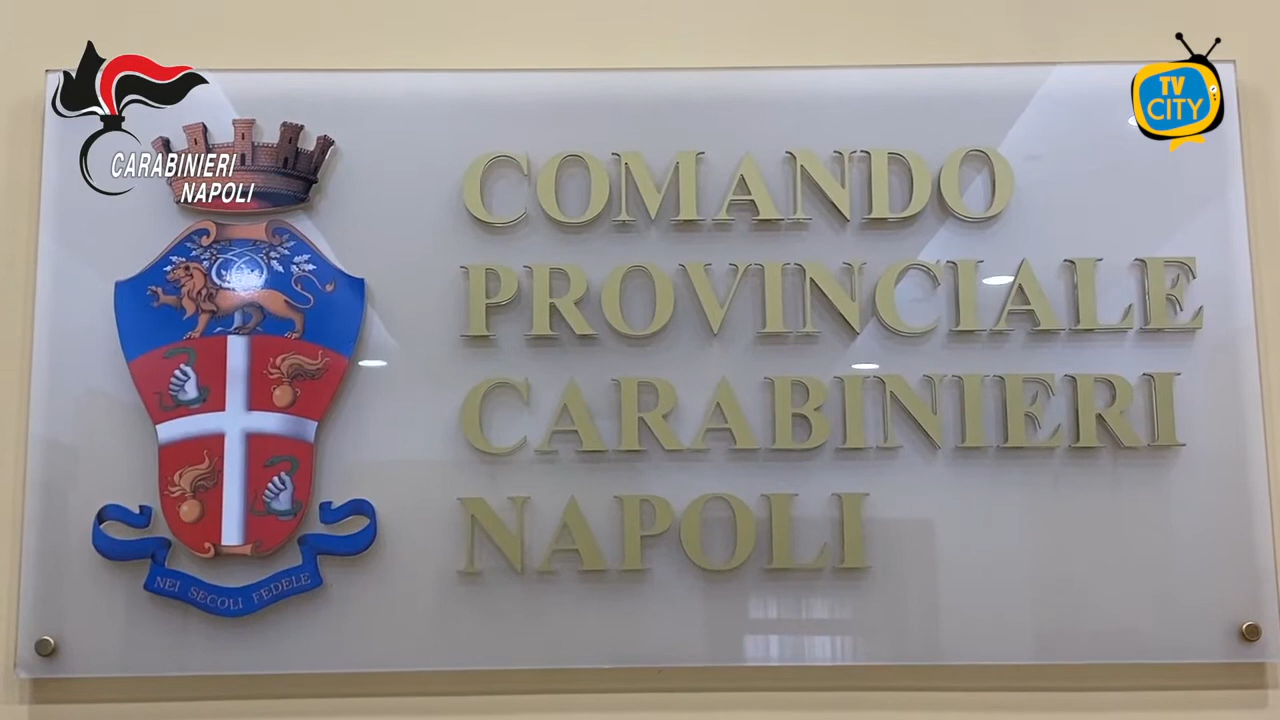 CARABINIERI
NAPOLI
TV
CITY
COMANDO
PROVINCIALE
CARABINIERI
NAPOLI
NEI SECOLI FEDELE